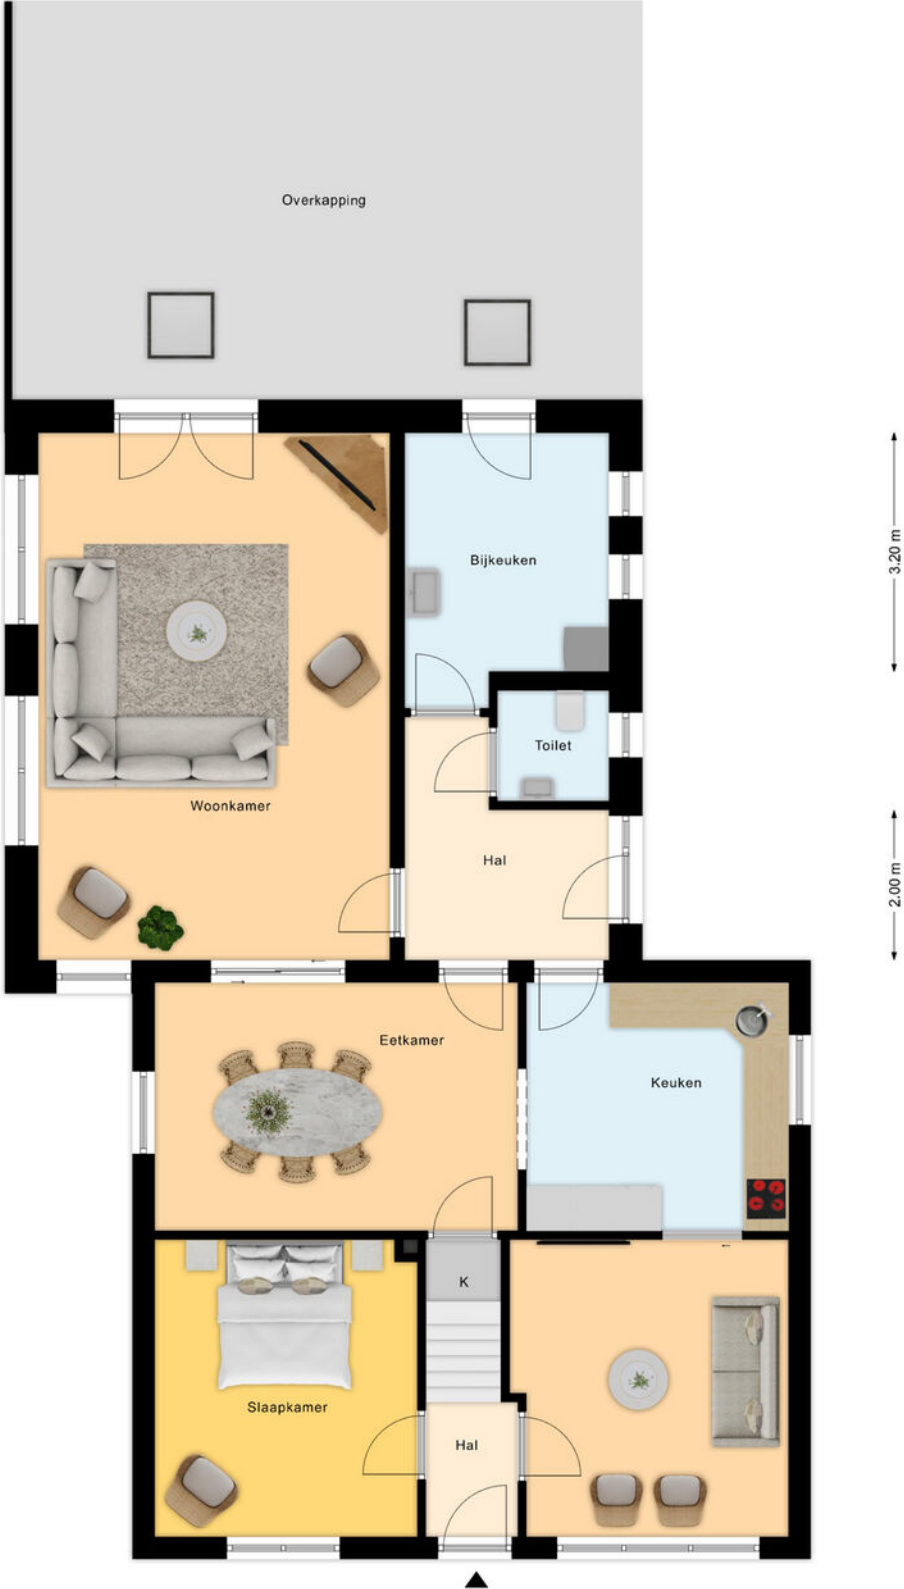 Overkapping
Bijkeuken
3.20 m
Toilet
Woonkamer
Hal
2.00 m
Eetkamer
Keuken
K
Slaapkamer
Hal